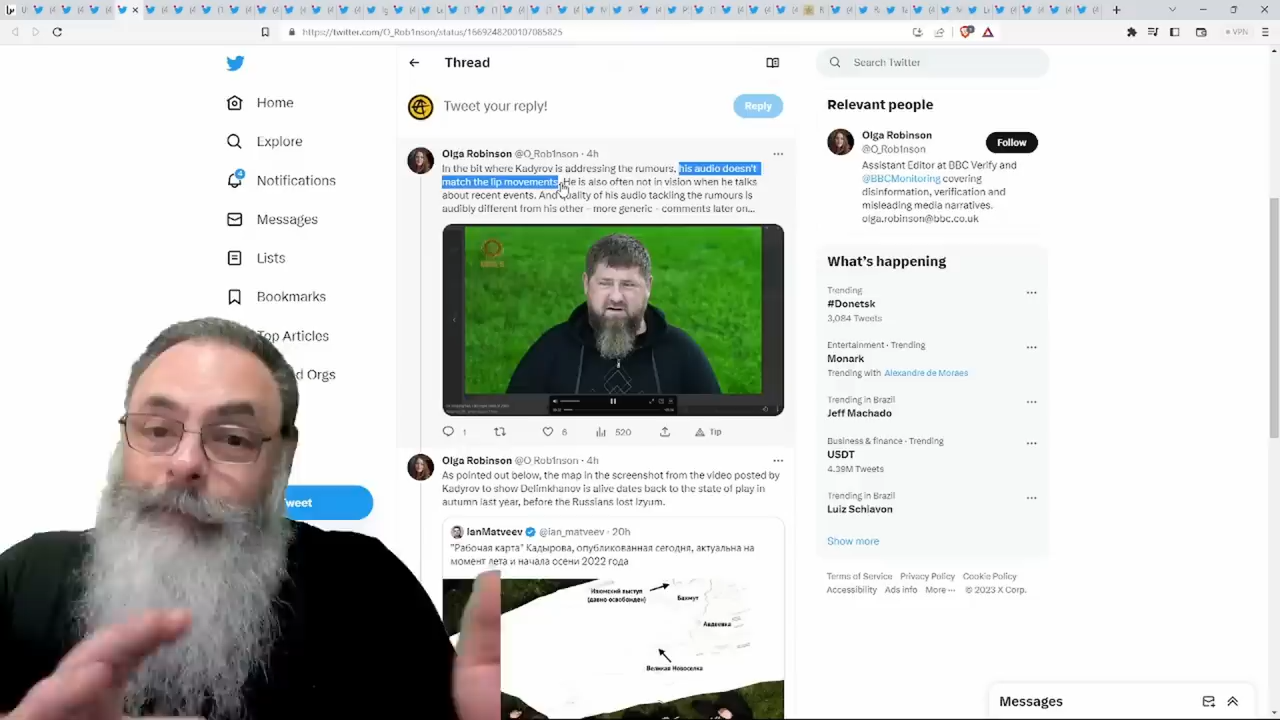 https://twitter.com/O_Rob1nson/status/1669248200107085825
VPN
Home
Explore
4
Notifications
Messages
Lists
Bookmarks
Top Articles
Orgs
Tweet
Thread
Tweet your reply!
Reply
Olga Robinson @O_Rob1nson · 4h
In the bit where Kadyrov is addressing the rumours, his audio doesn't
match the lip movements. He is also often not in vision when he talks
about recent events. And quality of his audio tackling the rumours is
audibly different from his other - more generic - comments later on...
1
6
520
Tip
Olga Robinson @O_Rob1nson · 4h
As pointed out below, the map in the screenshot from the video posted by
Kadyrov to show Delimkhanov is alive dates back to the state of play in
autumn last year, before the Russians lost Izyum.
IanMatveev @ian_matveev · 20h
"Рабочая карта" Кадырова, опубликованная сегодня, актуальна на
момент лета и начала осени 2022 года
Изюмский выступ
(давно освобожден)
Бахмут
Авдеевка
Великая Новоселка
Search Twitter
Relevant people
Olga Robinson
@O_Rob1nson
Follow
Assistant Editor at BBC Verify and
@BBCMonitoring covering
disinformation, verification and
misleading media narratives.
olga.robinson@bbc.co.uk
What's happening
Trending
#Donetsk
3,084 Tweets
Entertainment · Trending
Monark
Trending with Alexandre de Moraes
Trending in Brazil
Jeff Machado
Business & finance · Trending
USDT
4.39M Tweets
Trending in Brazil
Luiz Schiavon
Show more
Terms of Service Privacy Policy Cookie Policy
Accessibility Ads info More ··· © 2023 X Corp.
Messages